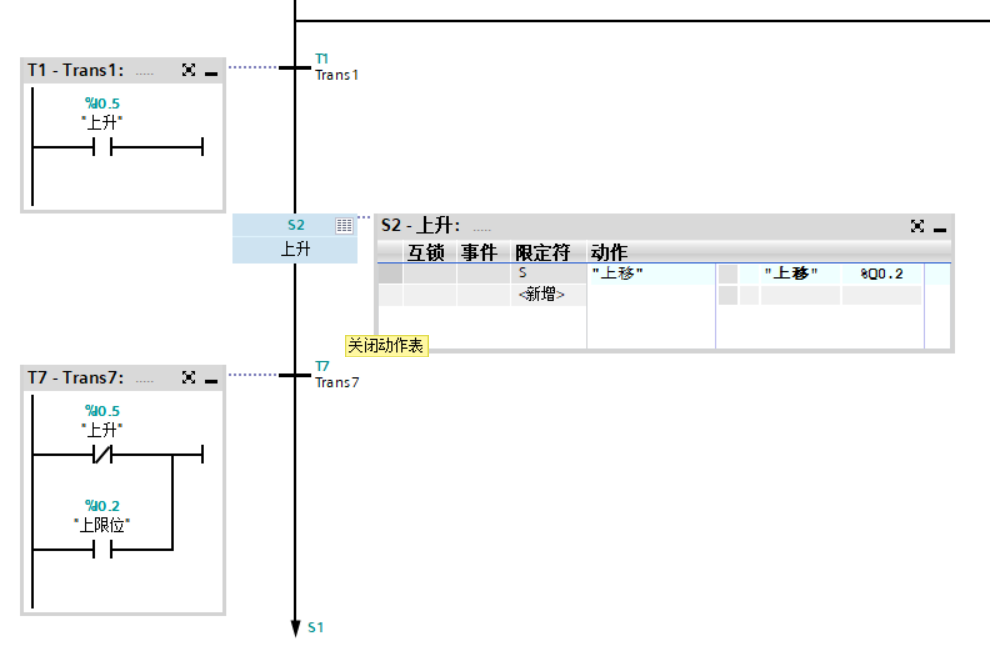 T1
Trans1
T1 - Trans1: .....
%I0.5
"上升"
S2
上升
S2 - 上升: .....
互锁 事件 限定符 动作
S "上移" "上移" %Q0.2
<新增>
关闭动作表
T7
Trans7
T7 - Trans7: .....
%I0.5
"上升"
%I0.2
"上限位"
S1